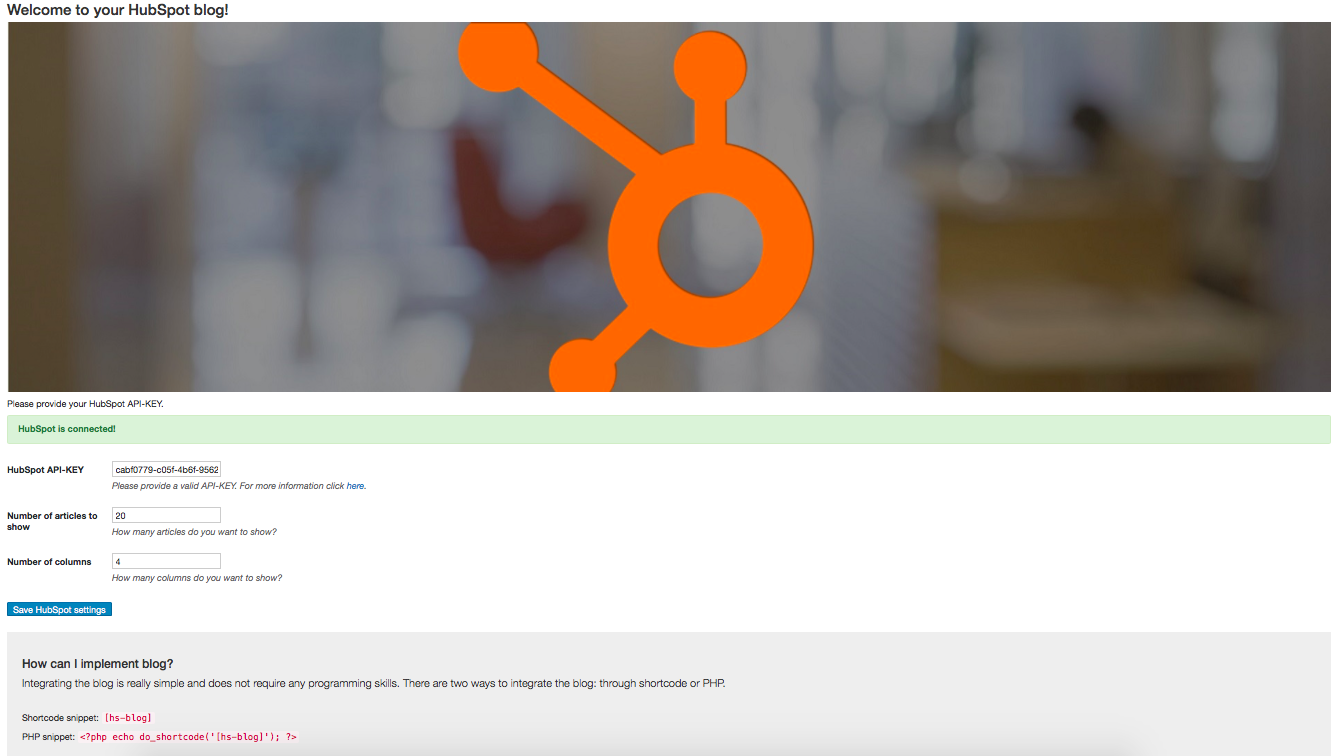 Welcome to your HubSpot blog!
Please provide your HubSpot API-KEY.
HubSpot is connected!
HubSpot API-KEY
cabf0779-c05f-4b6f-9562
Please provide a valid API-KEY. For more information click here.
Number of articles to
show
20
How many articles do you want to show?
Number of columns
4
How many columns do you want to show?
Save HubSpot settings
How can I implement blog?
Integrating the blog is really simple and does not require any programming skills. There are two ways to integrate the blog: through shortcode or PHP.
Shortcode snippet: [hs-blog]
PHP snippet: <?php echo do_shortcode('[hs-blog]'); ?>